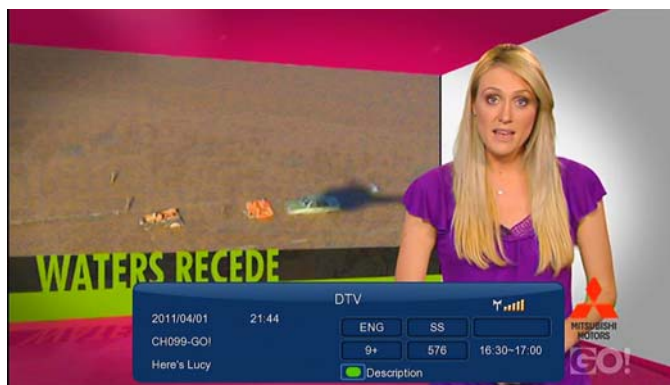 WATERS RECEDE
DTV
2011/04/01 21:44
ENG SS
CH099-GO!
9+ 576 16:30~17:00
Here's Lucy
Description
MITSUBISHI
MOTORS
GO!